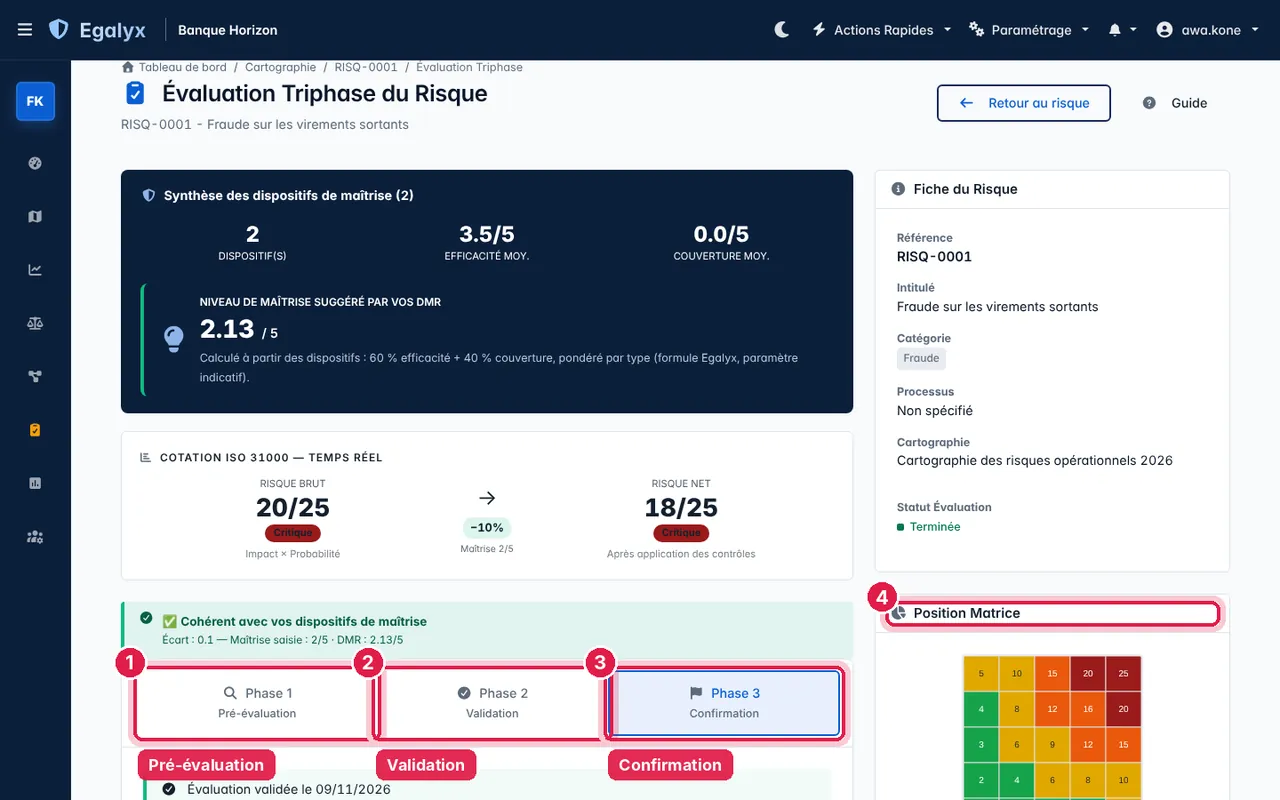 Egalyx
Banque Horizon
Actions Rapides
Paramétrage
awa.kone
FK
Tableau de bord / Cartographie / RISQ-0001 / Évaluation Triphase
Évaluation Triphase du Risque
RISQ-0001 - Fraude sur les virements sortants
Retour au risque
Guide
Synthèse des dispositifs de maîtrise (2)
2
DISPOSITIF(S)
3.5/5
EFFICACITÉ MOY.
0.0/5
COUVERTURE MOY.
NIVEAU DE MAÎTRISE SUGGÉRÉ PAR VOS DMR
2.13 / 5
Calculé à partir des dispositifs : 60 % efficacité + 40 % couverture, pondéré par type (formule Egalyx, paramètre
indicatif).
COTATION ISO 31000 — TEMPS RÉEL
RISQUE BRUT
20/25
Critique
Impact × Probabilité
→
−10%
Maîtrise 2/5
RISQUE NET
18/25
Critique
Après application des contrôles
✅ Cohérent avec vos dispositifs de maîtrise
Écart : 0.1 — Maîtrise saisie : 2/5 · DMR : 2.13/5
1
Phase 1
Pré-évaluation
Pré-évaluation
2
Phase 2
Validation
Validation
3
Phase 3
Confirmation
Confirmation
Évaluation validée le 09/11/2026
Fiche du Risque
Référence
RISQ-0001
Intitulé
Fraude sur les virements sortants
Catégorie
Fraude
Processus
Non spécifié
Cartographie
Cartographie des risques opérationnels 2026
Statut Évaluation
Terminée
4
Position Matrice
5 10 15 20 25
4 8 12 16 20
3 6 9 12 15
2 4 6 8 10